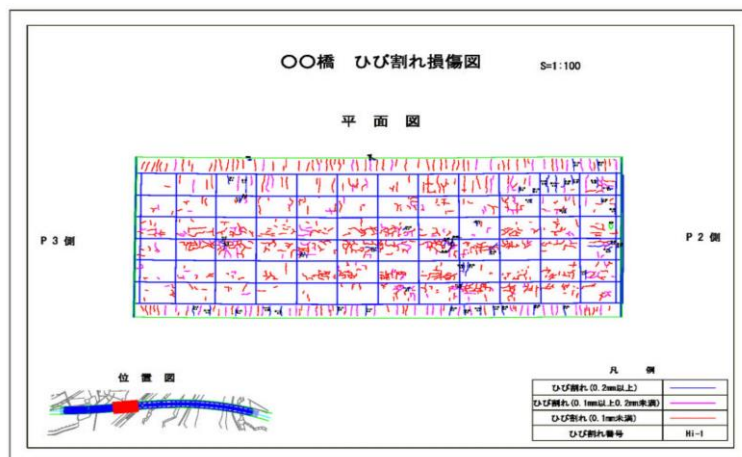 〇〇橋 ひび割れ損傷図
S=1:100
平面図
P3側
P2側
位置図
凡例
ひび割れ(0.2mm以上)
ひび割れ(0.1mm以上0.2mm未満)
ひび割れ(0.1mm未満)
ひび割れ番号 Hi-1